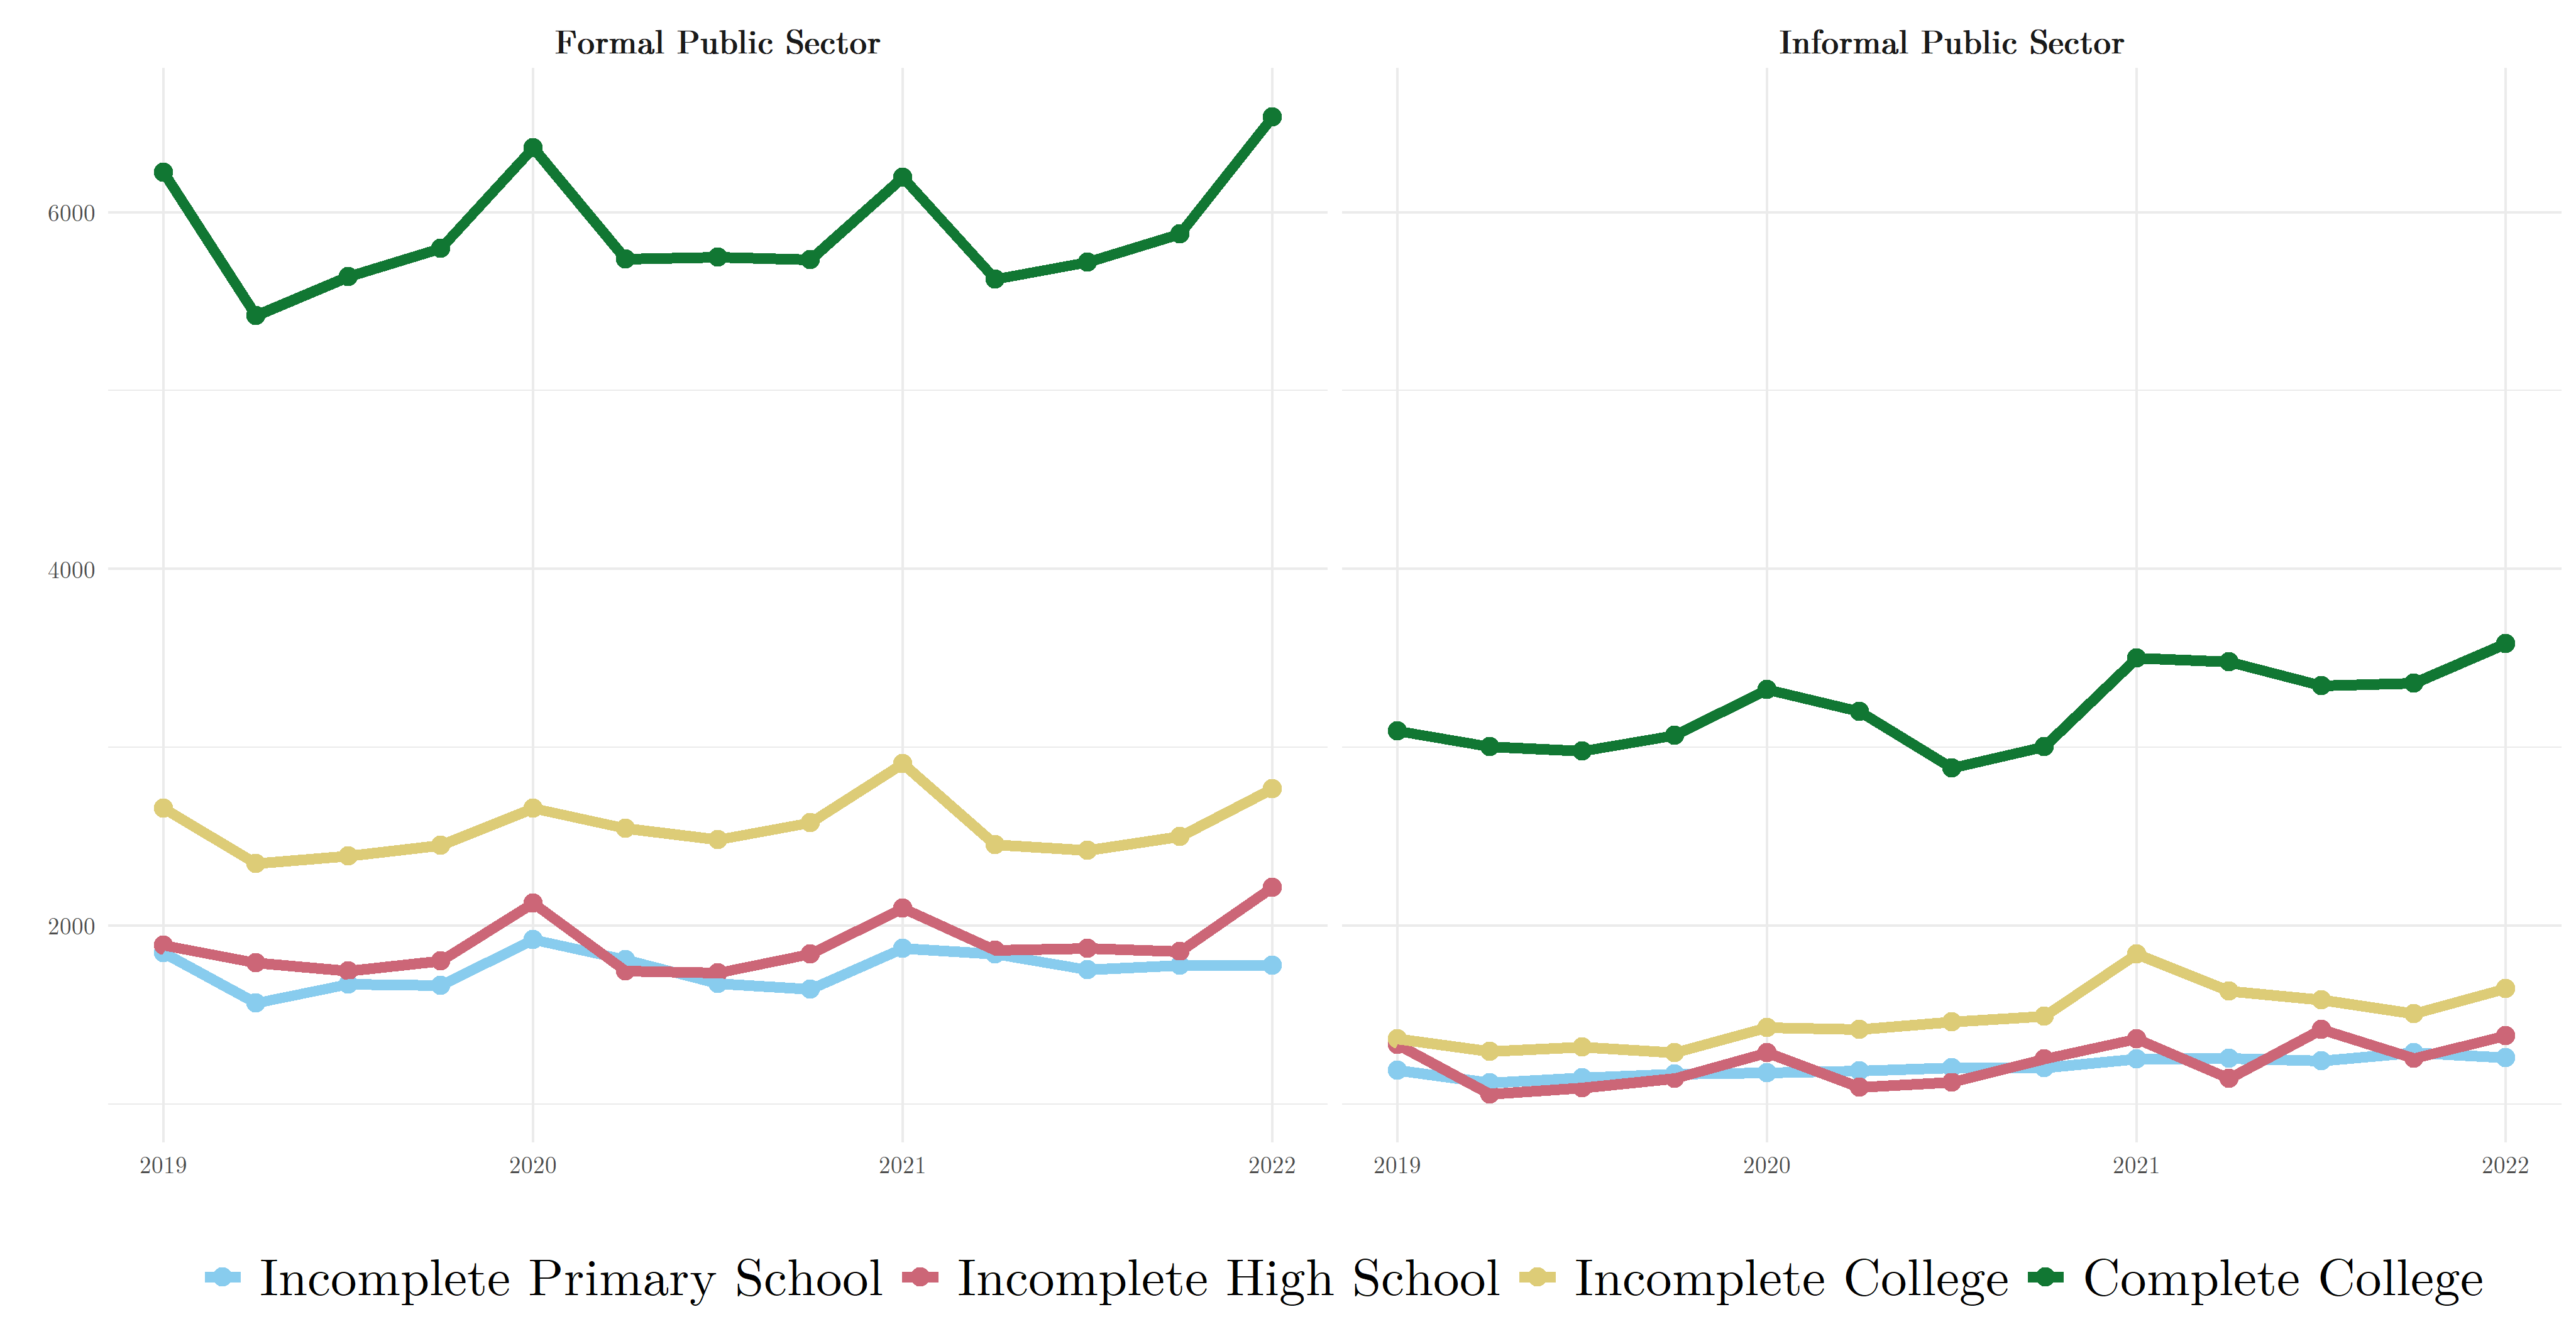 Formal Public Sector
Informal Public Sector
6000
4000
2000
2019 2020 2021 2022
2019 2020 2021 2022
Incomplete Primary School Incomplete High School Incomplete College Complete College